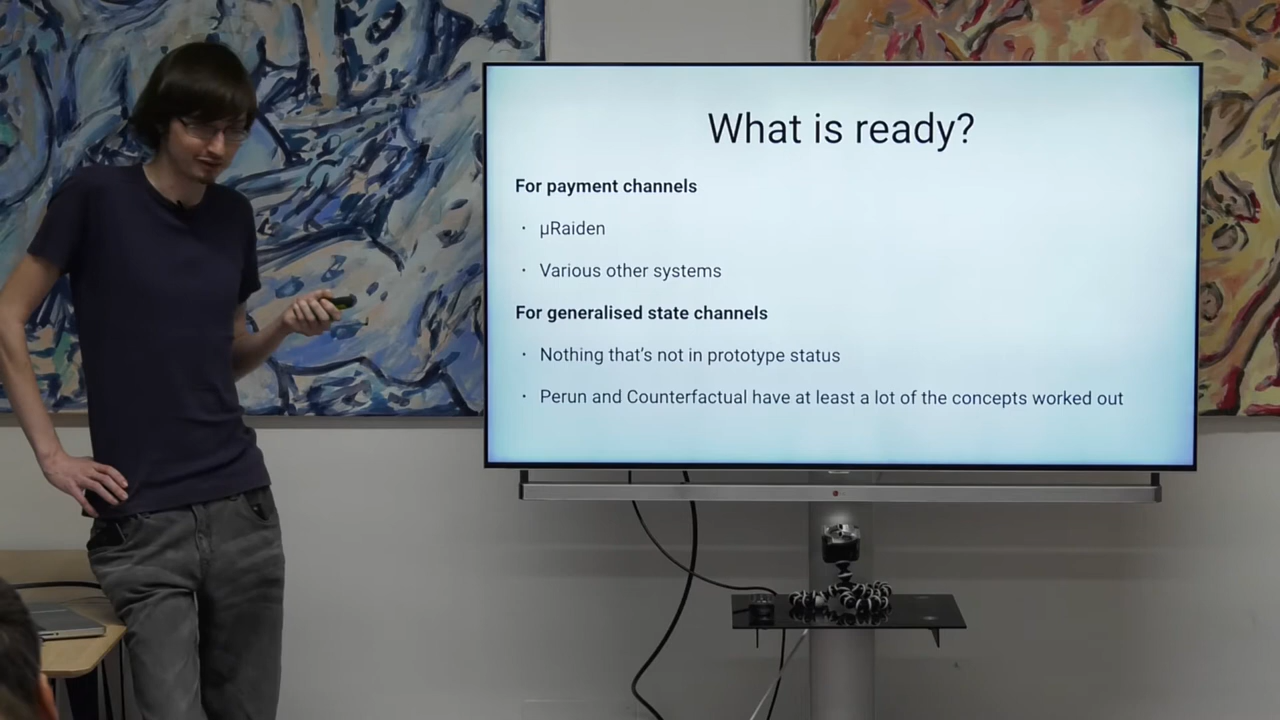 What is ready?
For payment channels
· µRaiden
· Various other systems
For generalised state channels
· Nothing that's not in prototype status
· Perun and Counterfactual have at least a lot of the concepts worked out